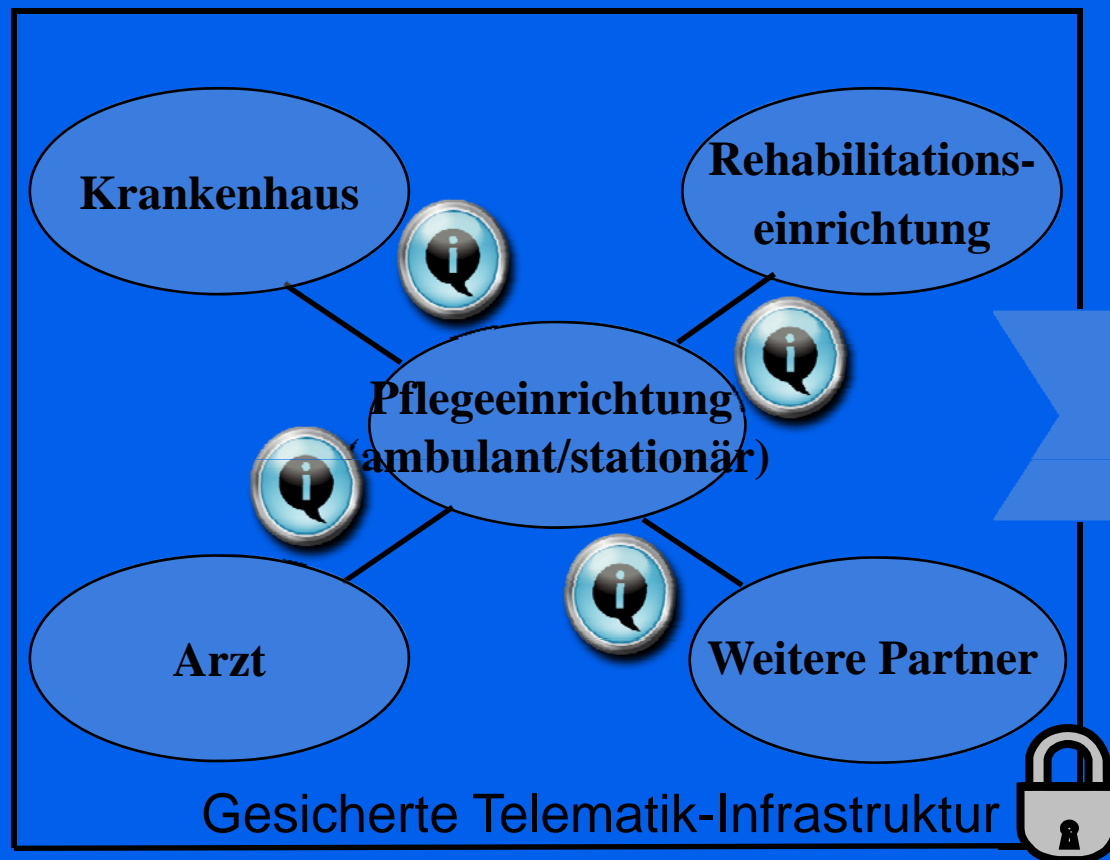 Krankenhaus
Rehabilitations-
einrichtung
i
i
Pflegeeinrichtung
(ambulant/stationär)
i
i
Arzt
Weitere Partner
Gesicherte Telematik-Infrastruktur